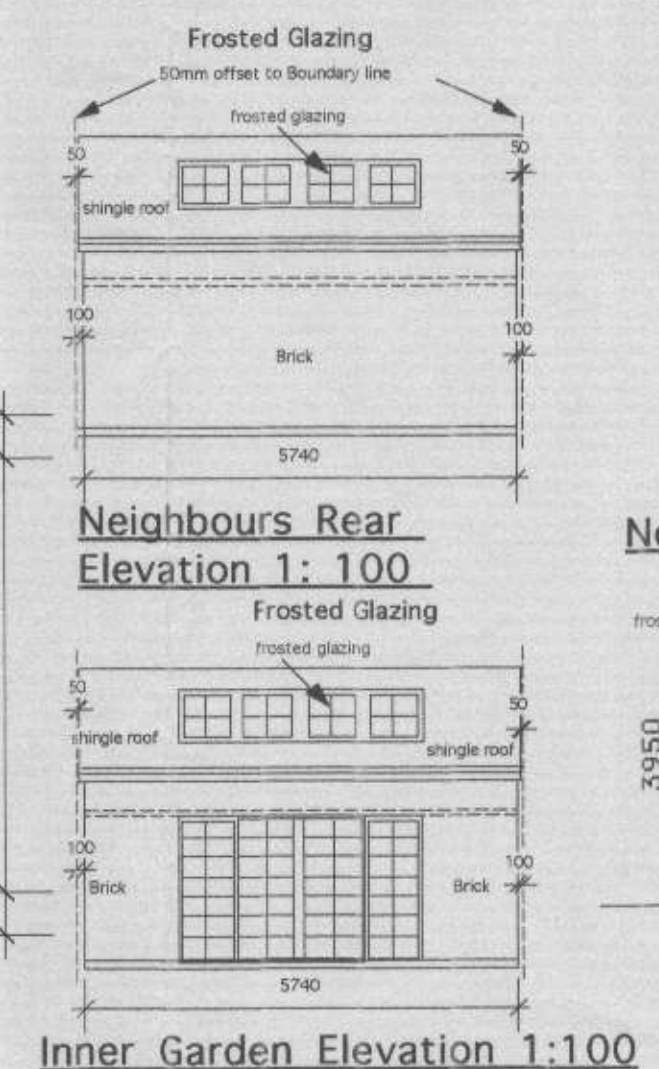 Frosted Glazing
50mm offset to Boundary line
frosted glazing
50
50
shingle roof
100
100
Brick
5740
Neighbours Rear
Elevation 1: 100
Frosted Glazing
frosted glazing
50
50
shingle roof
shingle roof
100
100
Brick
Brick
5740
Inner Garden Elevation 1:100
3950